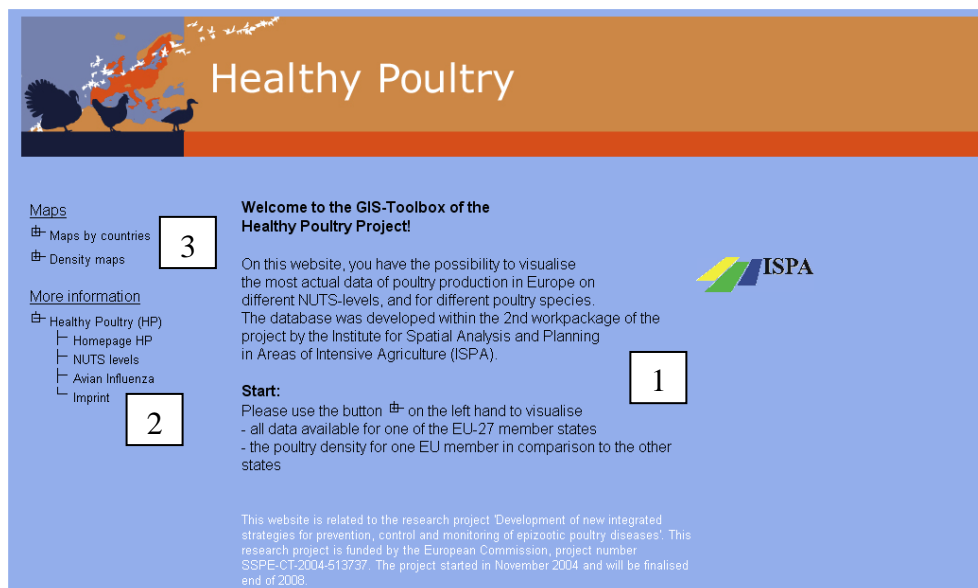 Healthy Poultry
Maps
Maps by countries
Density maps
3
More information
Healthy Poultry (HP)
Homepage HP
NUTS levels
Avian Influenza
Imprint
2
Welcome to the GIS-Toolbox of the
Healthy Poultry Project!
On this website, you have the possibility to visualise
the most actual data of poultry production in Europe on
different NUTS-levels, and for different poultry species.
The database was developed within the 2nd workpackage of the
project by the Institute for Spatial Analysis and Planning
in Areas of Intensive Agriculture (ISPA).
1
Start:
Please use the button on the left hand to visualise
- all data available for one of the EU-27 member states
- the poultry density for one EU member in comparison to the other
states
This website is related to the research project 'Development of new integrated
strategies for prevention, control and monitoring of epizootic poultry diseases'. This
research project is funded by the European Commission, project number
SSPE-CT-2004-513737. The project started in November 2004 and will be finalised
end of 2008.
ISPA